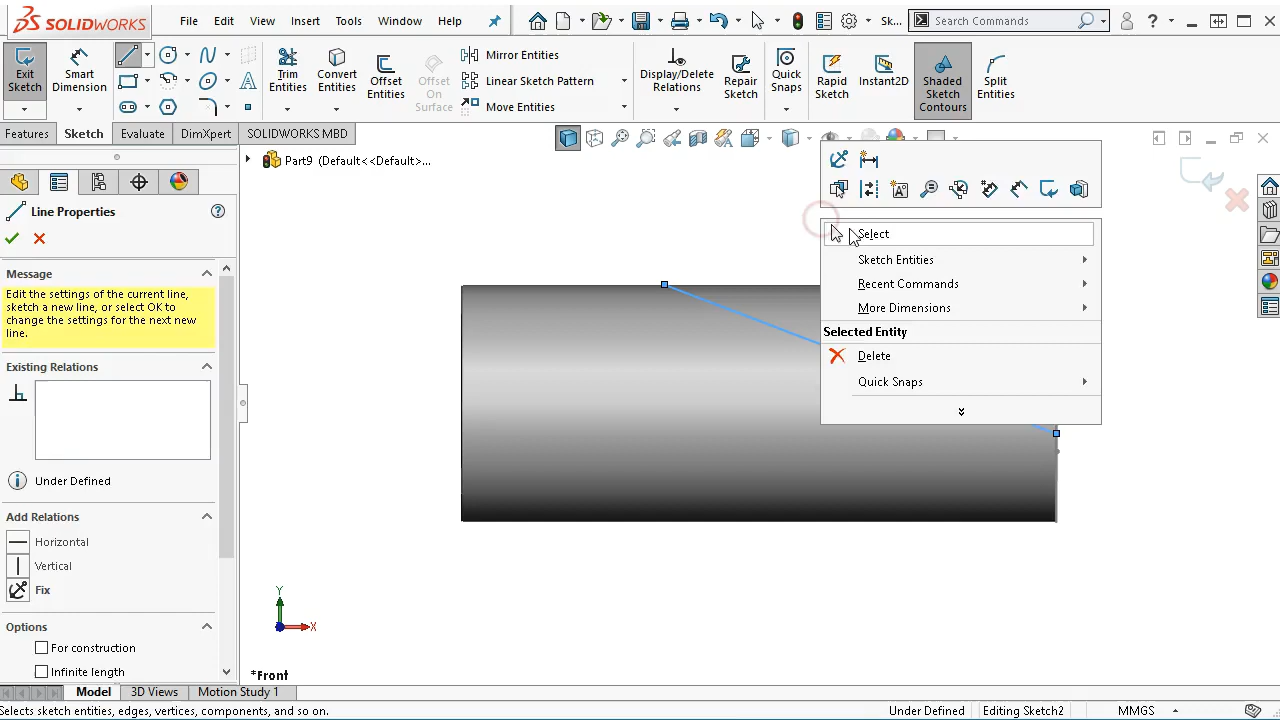 SOLIDWORKS
File Edit View Insert Tools Window Help
Sk...
Search Commands
?
Exit Sketch
Smart Dimension
Trim Entities
Convert Entities
Offset Entities
Offset On Surface
Mirror Entities
Linear Sketch Pattern
Move Entities
Display/Delete Relations
Repair Sketch
Quick Snaps
Rapid Sketch
Instant2D
Shaded Sketch Contours
Split Entities
Features Sketch Evaluate DimXpert SOLIDWORKS MBD
Part9 (Default<<Default>...
Line Properties
?
Message
Edit the settings of the current line,
sketch a new line, or select OK to
change the settings for the next new
line.
Existing Relations
Under Defined
Add Relations
Horizontal
Vertical
Fix
Options
For construction
Infinite length
Select
Sketch Entities
Recent Commands
More Dimensions
Selected Entity
Delete
Quick Snaps
Y
X
*Front
Model 3D Views Motion Study 1
Selects sketch entities, edges, vertices, components, and so on.
Under Defined Editing Sketch2 MMGS